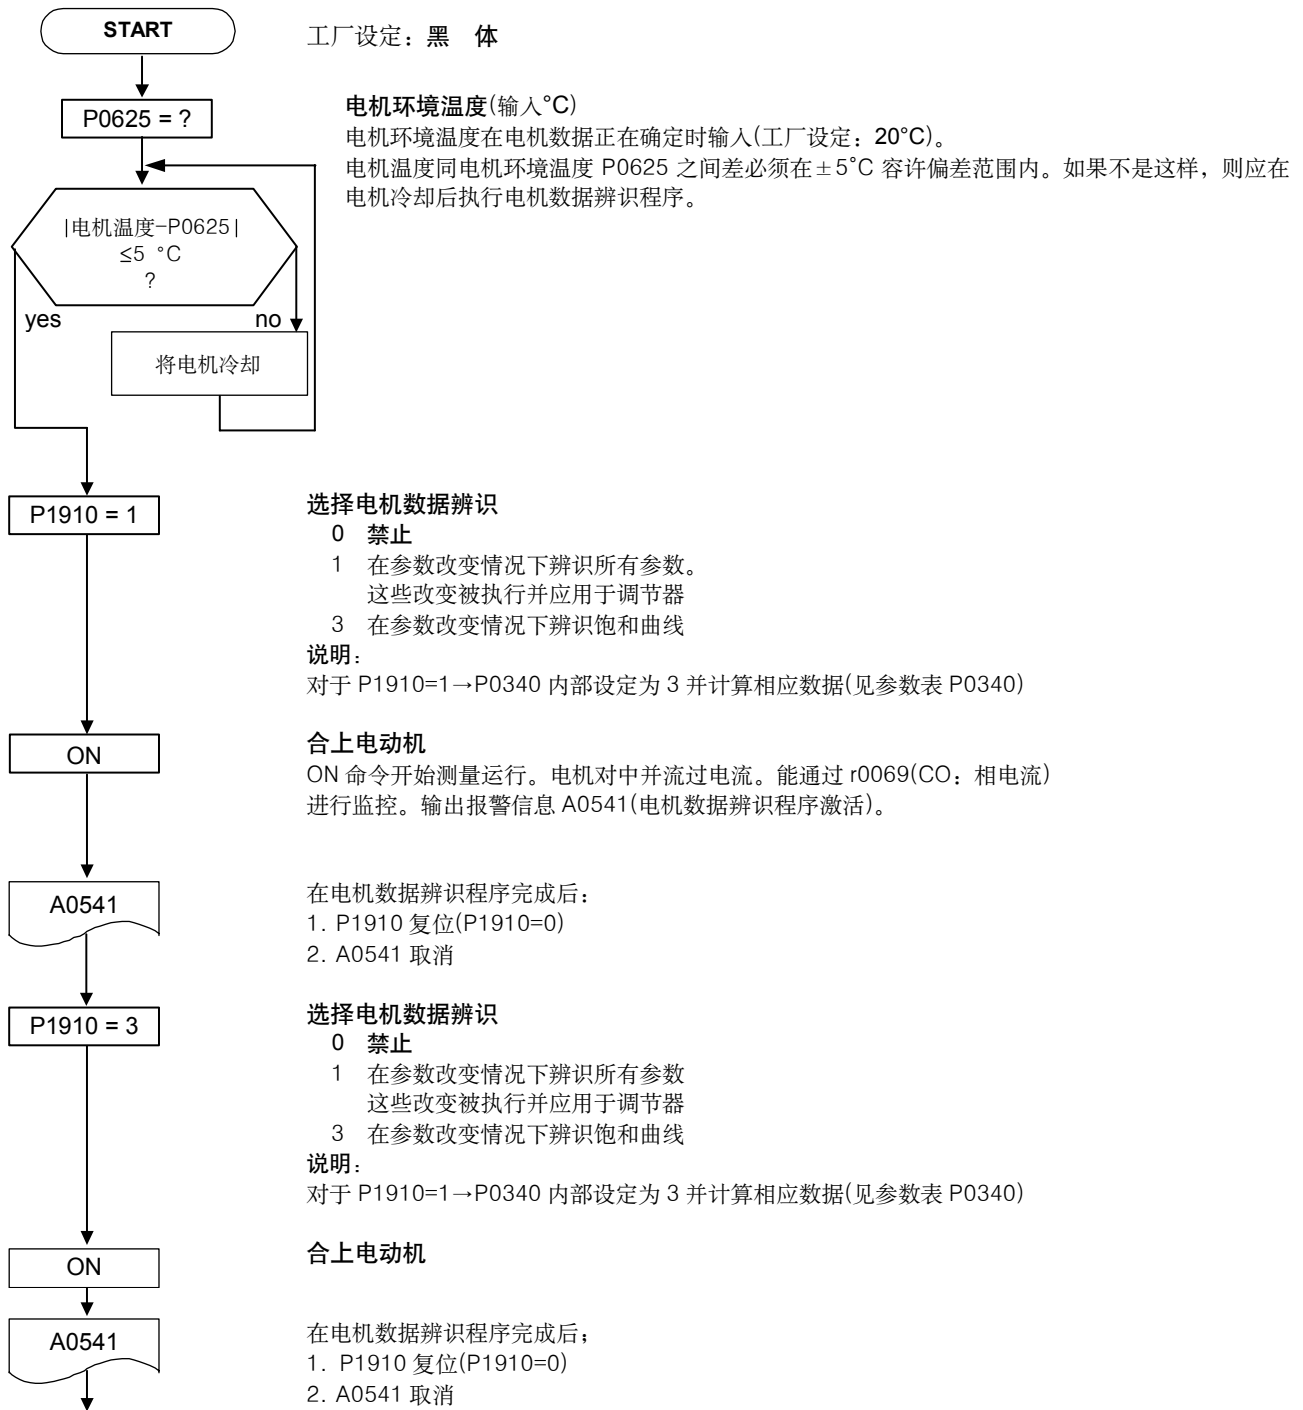 START
工厂设定：黑 体
P0625 = ?
电机环境温度(输入°C)
电机环境温度在电机数据正在确定时输入(工厂设定：20°C)。
电机温度同电机环境温度 P0625 之间差必须在±5°C 容许偏差范围内。如果不是这样，则应在
电机冷却后执行电机数据辨识程序。
|电机温度-P0625|
≤5 °C
?
yes
no
将电机冷却
P1910 = 1
选择电机数据辨识
0 禁止
1 在参数改变情况下辨识所有参数。
这些改变被执行并应用于调节器
3 在参数改变情况下辨识饱和曲线
说明：
对于 P1910=1→P0340 内部设定为 3 并计算相应数据(见参数表 P0340)
ON
合上电动机
ON 命令开始测量运行。电机对中并流过电流。能通过 r0069(CO：相电流)
进行监控。输出报警信息 A0541(电机数据辨识程序激活)。
A0541
在电机数据辨识程序完成后：
1. P1910 复位(P1910=0)
2. A0541 取消
P1910 = 3
选择电机数据辨识
0 禁止
1 在参数改变情况下辨识所有参数
这些改变被执行并应用于调节器
3 在参数改变情况下辨识饱和曲线
说明：
对于 P1910=1→P0340 内部设定为 3 并计算相应数据(见参数表 P0340)
ON
合上电动机
A0541
在电机数据辨识程序完成后；
1. P1910 复位(P1910=0)
2. A0541 取消